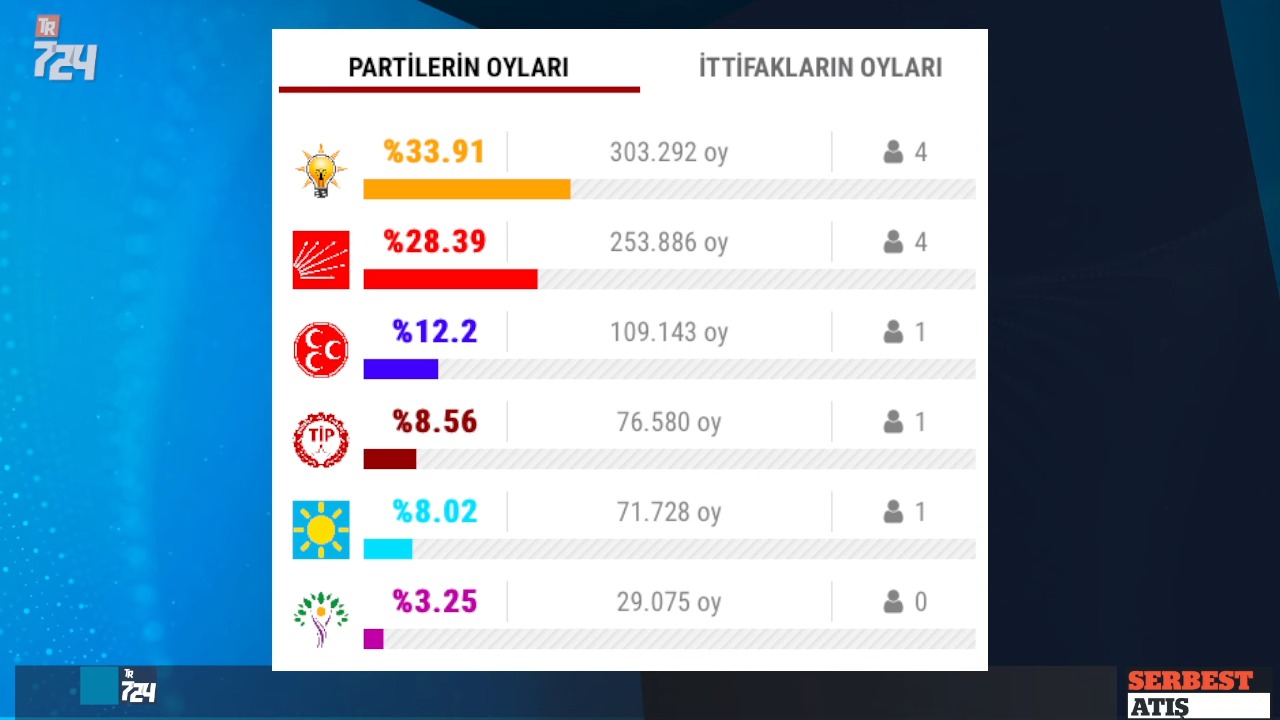 TR
724
PARTİLERİN OYLARI
İTTİFAKLARIN OYLARI
%33.91 303.292 oy 4
%28.39 253.886 oy 4
%12.2 109.143 oy 1
TİP %8.56 76.580 oy 1
%8.02 71.728 oy 1
%3.25 29.075 oy 0
TR
724
SERBEST
ATIŞ